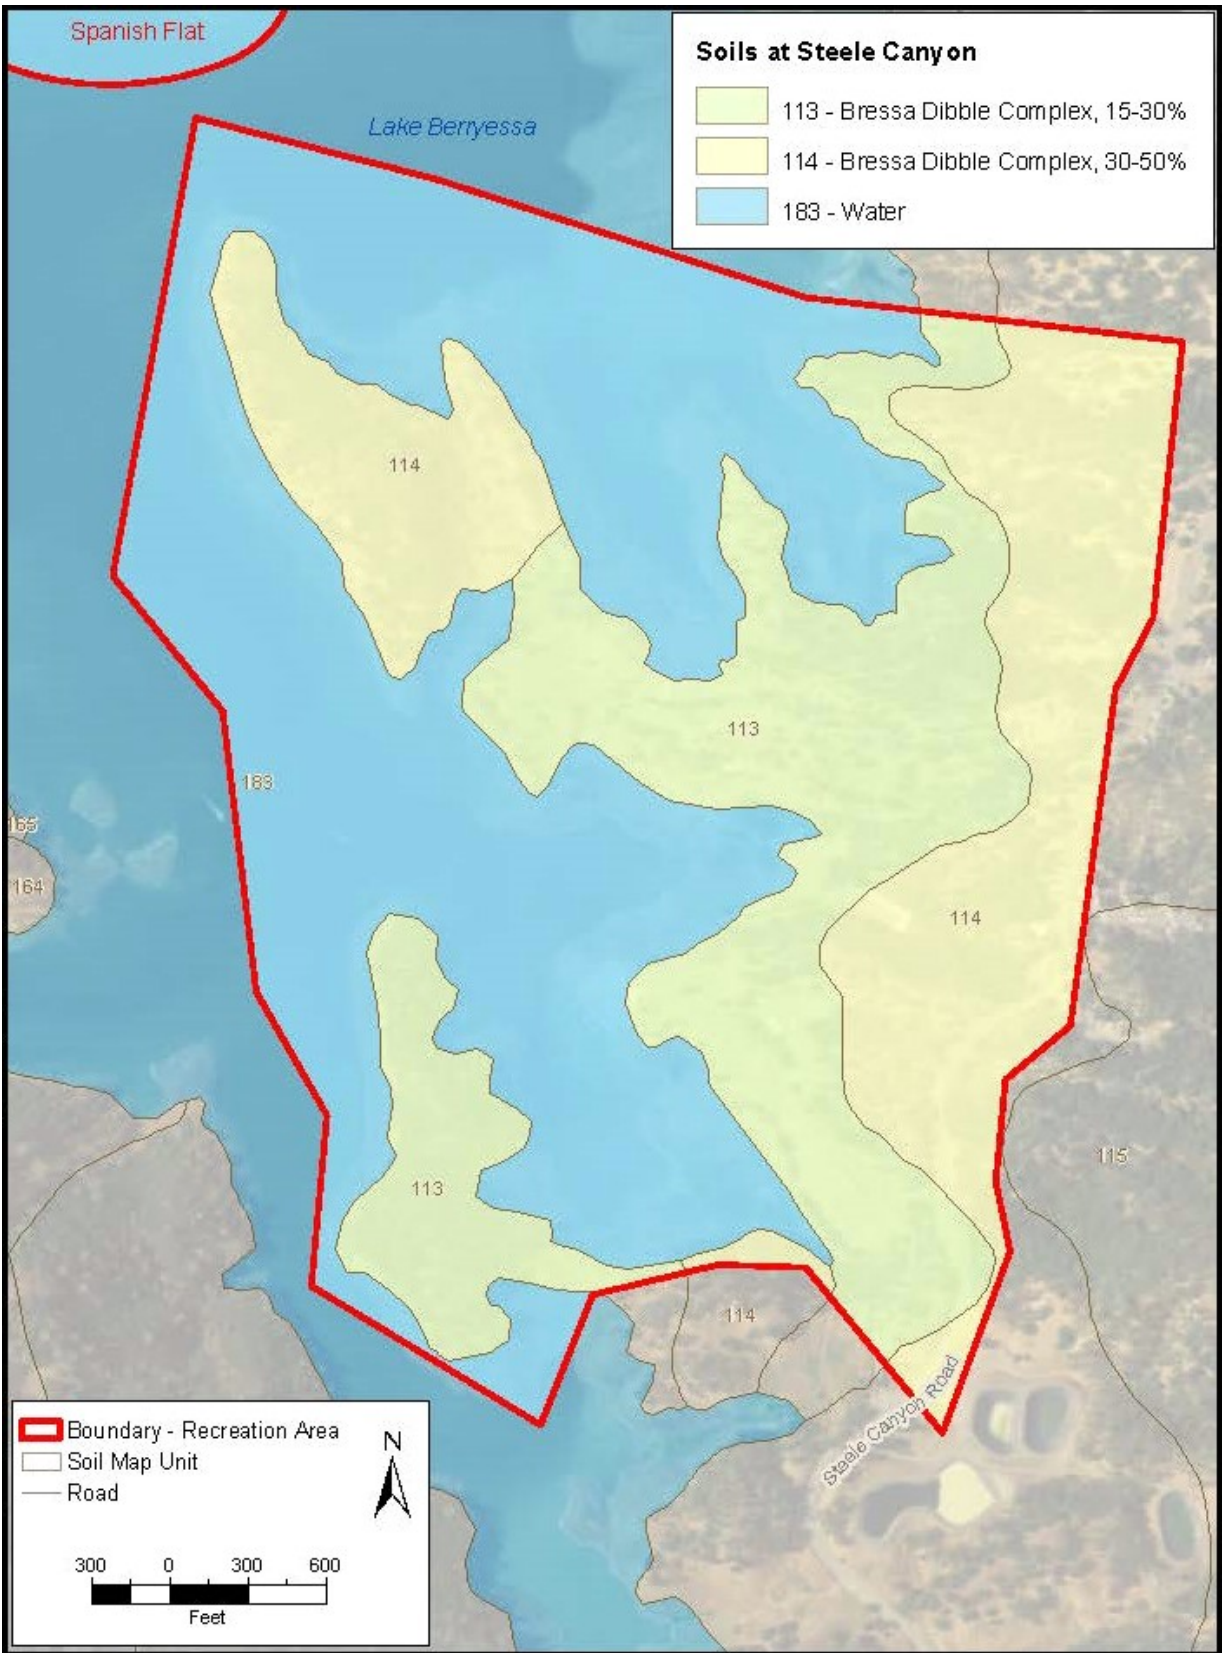 Spanish Flat
Lake Berryessa
Soils at Steele Canyon
113 - Bressa Dibble Complex, 15-30%
114 - Bressa Dibble Complex, 30-50%
183 - Water
114
113
183
165
164
114
115
113
114
Steele Canyon Road
Boundary - Recreation Area
Soil Map Unit
Road
N
300 0 300 600
Feet